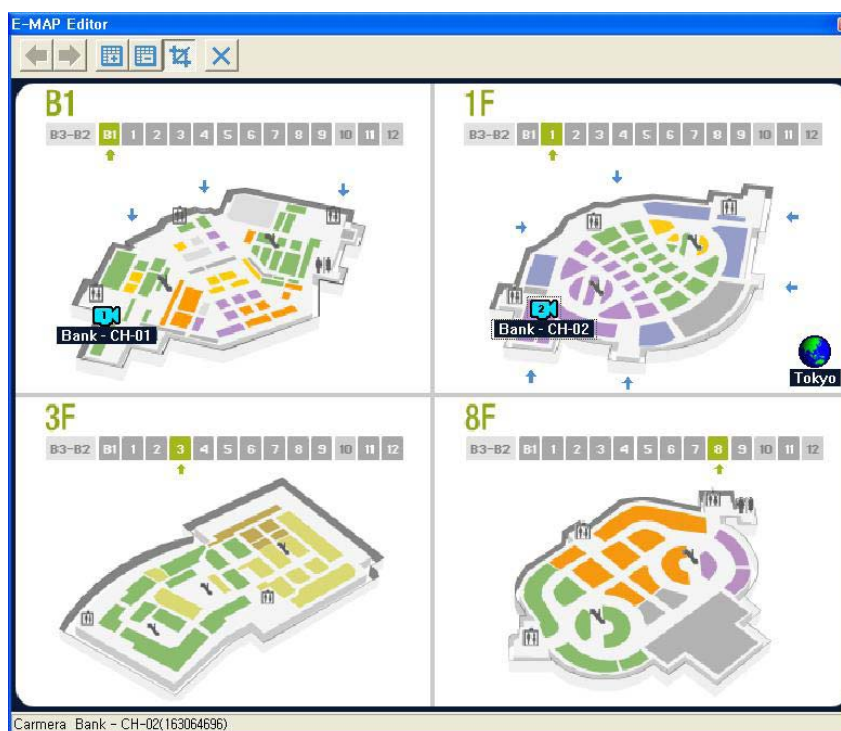 E-MAP Editor
B1
B3-B2 B1 1 2 3 4 5 6 7 8 9 10 11 12
1
Bank - CH-01
1F
B3-B2 B1 1 2 3 4 5 6 7 8 9 10 11 12
2
Bank - CH-02
Tokyo
3F
B3-B2 B1 1 2 3 4 5 6 7 8 9 10 11 12
8F
B3-B2 B1 1 2 3 4 5 6 7 8 9 10 11 12
Carmera Bank - CH-02(163064696)